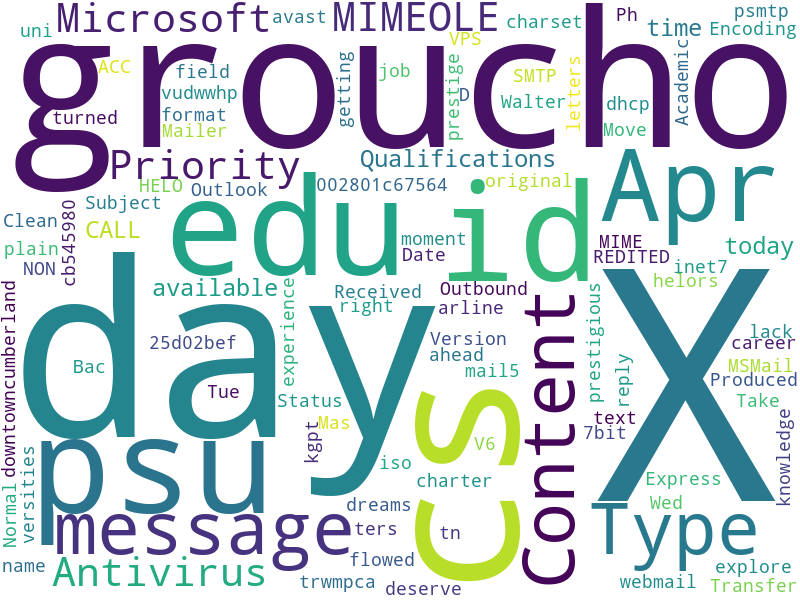 Microsoft
avast
MIMEOLE
charset
Ph
psmtp
uni
VPS
time
Encoding
groucho
ACC
field
getting
job
prestige
SMTP
letters
Academic
vudwwhp
D
Walter
dhcp
turned
format
Mailer
Move
Priority
Qualifications
Apr
HELO
Outlook
002801c67564
original
Subject
edu
id
Clean
cb545980
CALL
moment
MIME
today
plain
NON
Date
REDITED
inet7
available
Received
Outbound
helors
downtowncumberland
experience
right
arline
Content
prestigious
day
X
25d02bef
Version
lack
ahead
career
Bac
mail5
reply
MSMail
Tue
Produced
Status
cs
Take
Mas
text
knowledge
kgpt
V6
7bit
psu
Normal
versities
iso
charter
Express
dreams
Wed
message
ters
tn
Type
flowed
name
Antivirus
trwmpca
deserve
webmail
explore
Transfer